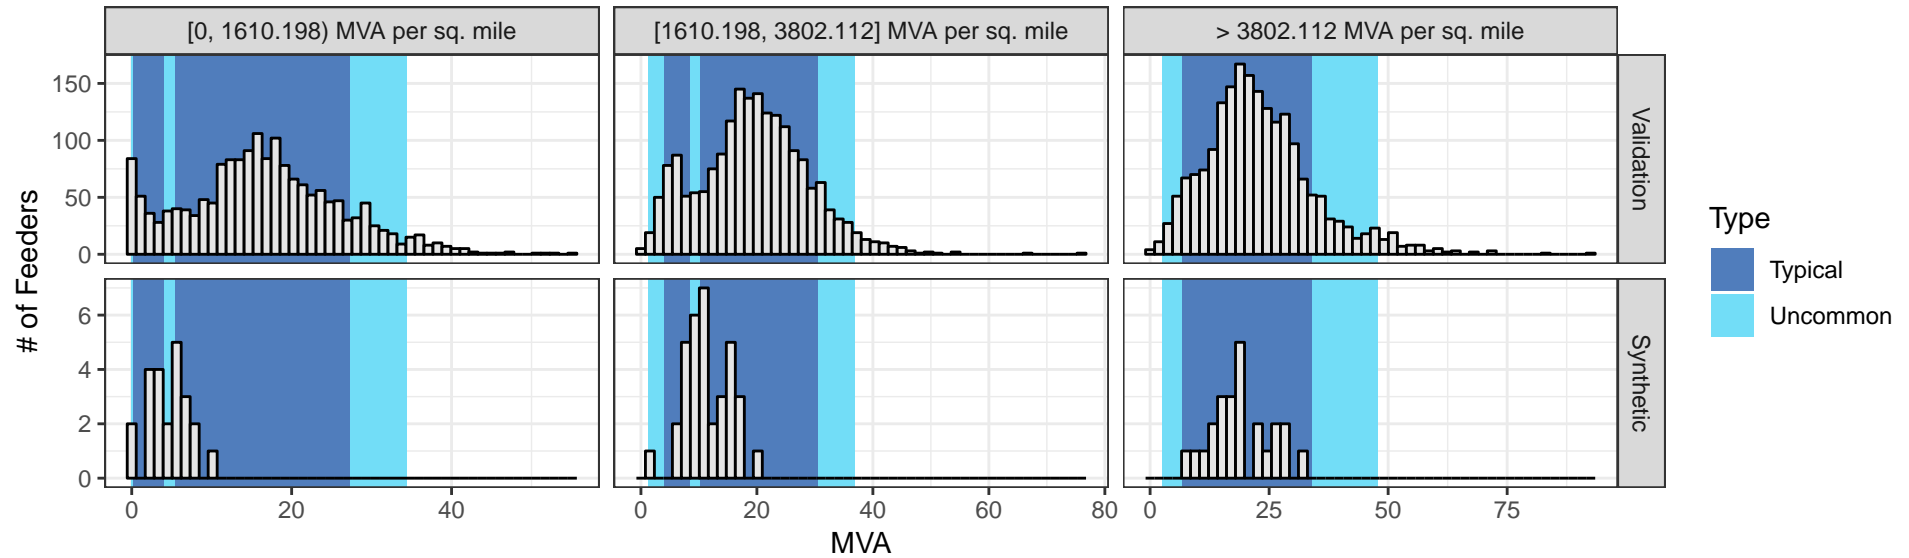 [0, 1610.198) MVA per sq. mile
[1610.198, 3802.112] MVA per sq. mile
> 3802.112 MVA per sq. mile
150
100
50
0
Validation
6
4
2
0
Synthetic
# of Feeders
0 20 40
0 20 40 60 80
0 25 50 75
MVA
Type
Typical
Uncommon